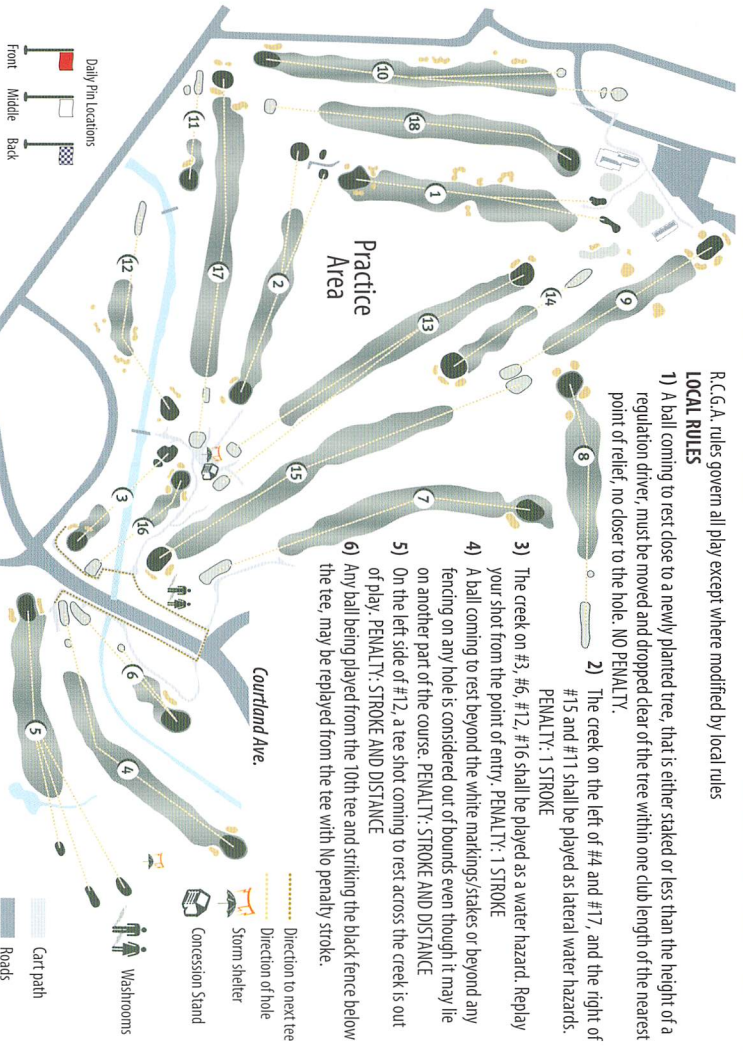 R.C.G.A. rules govern all play except where modified by local rules
LOCAL RULES
1) A ball coming to rest close to a newly planted tree, that is either staked or less than the height of a
regulation driver, must be moved and dropped clear of the tree within one club length of the nearest
point of relief, no closer to the hole. NO PENALTY.
2) The creek on the left of #4 and #17, and the right of
#15 and #11 shall be played as lateral water hazards.
PENALTY: 1 STROKE
3) The creek on #3, #6, #12, #16 shall be played as a water hazard. Replay
your shot from the point of entry. PENALTY: 1 STROKE
4) A ball coming to rest beyond the white markings/stakes or beyond any
fencing on any hole is considered out of bounds even though it may lie
on another part of the course. PENALTY: STROKE AND DISTANCE
5) On the left side of #12, a tee shot coming to rest across the creek is out
of play. PENALTY: STROKE AND DISTANCE
6) Any ball being played from the 10th tee and striking the black fence below
the tee, may be replayed from the tee with No penalty stroke.
10
18
1
11
17
2
Practice
Area
12
13
14
9
8
15
7
3
16
6
4
5
Courtland Ave.
Daily Pin Locations
Front
Middle
Back
Direction to next tee
Direction of hole
Storm shelter
Concession Stand
Washrooms
Cart path
Roads